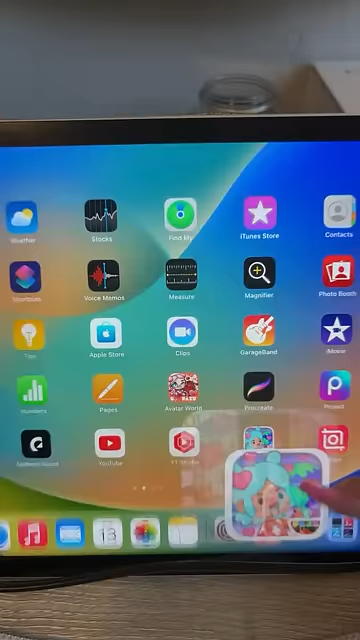 Weather Stocks Find My iTunes Store Contacts
Shortcuts Voice Memos Measure Magnifier Photo Booth
Tips Apple Store Clips GarageBand iMovie
Numbers Pages Avatar World Procreate
YouTube
13